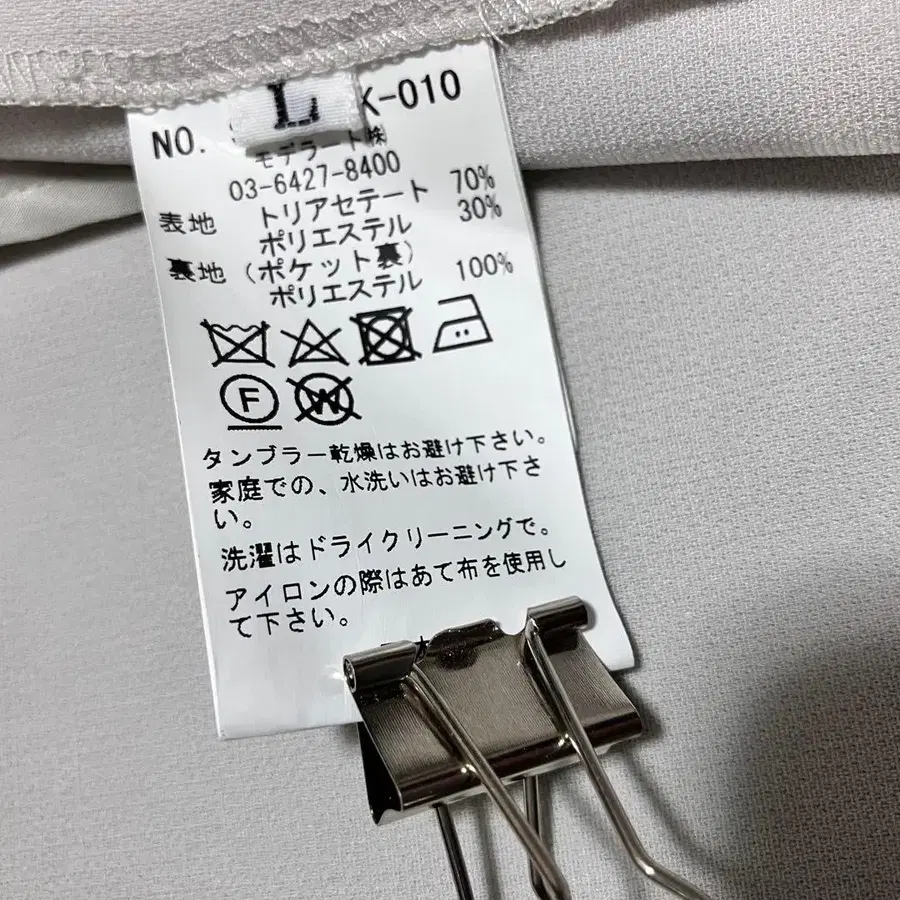 L
NO. K-010
モデラート㈱
03-6427-8400
表地 トリアセテート 70%
ポリエステル 30%
裏地 (ポケット裏)
ポリエステル 100%
F W
タンブラー乾燥はお避け下さい。
家庭での、水洗いはお避け下さ
い。
洗濯はドライクリーニングで。
アイロンの際はあて布を使用し
て下さい。